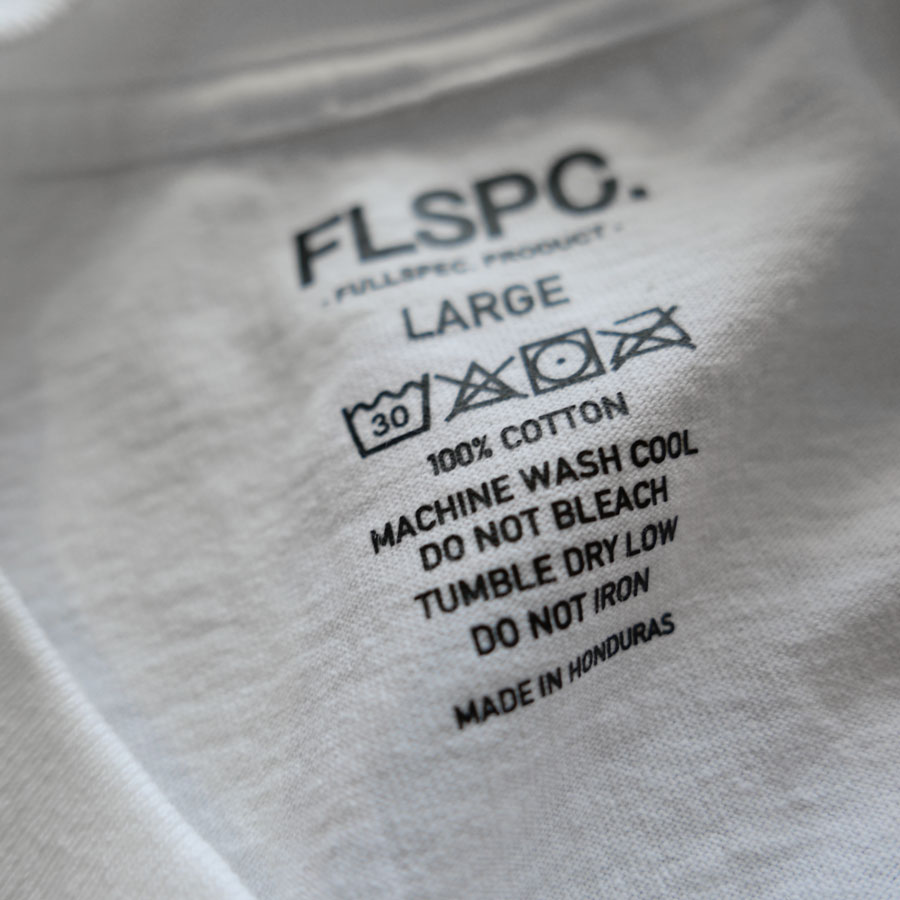 FLSPC.
- FULLSPEC. PRODUCT -
LARGE
30
100% COTTON
MACHINE WASH COOL
DO NOT BLEACH
TUMBLE DRY LOW
DO NOT IRON
MADE IN HONDURAS